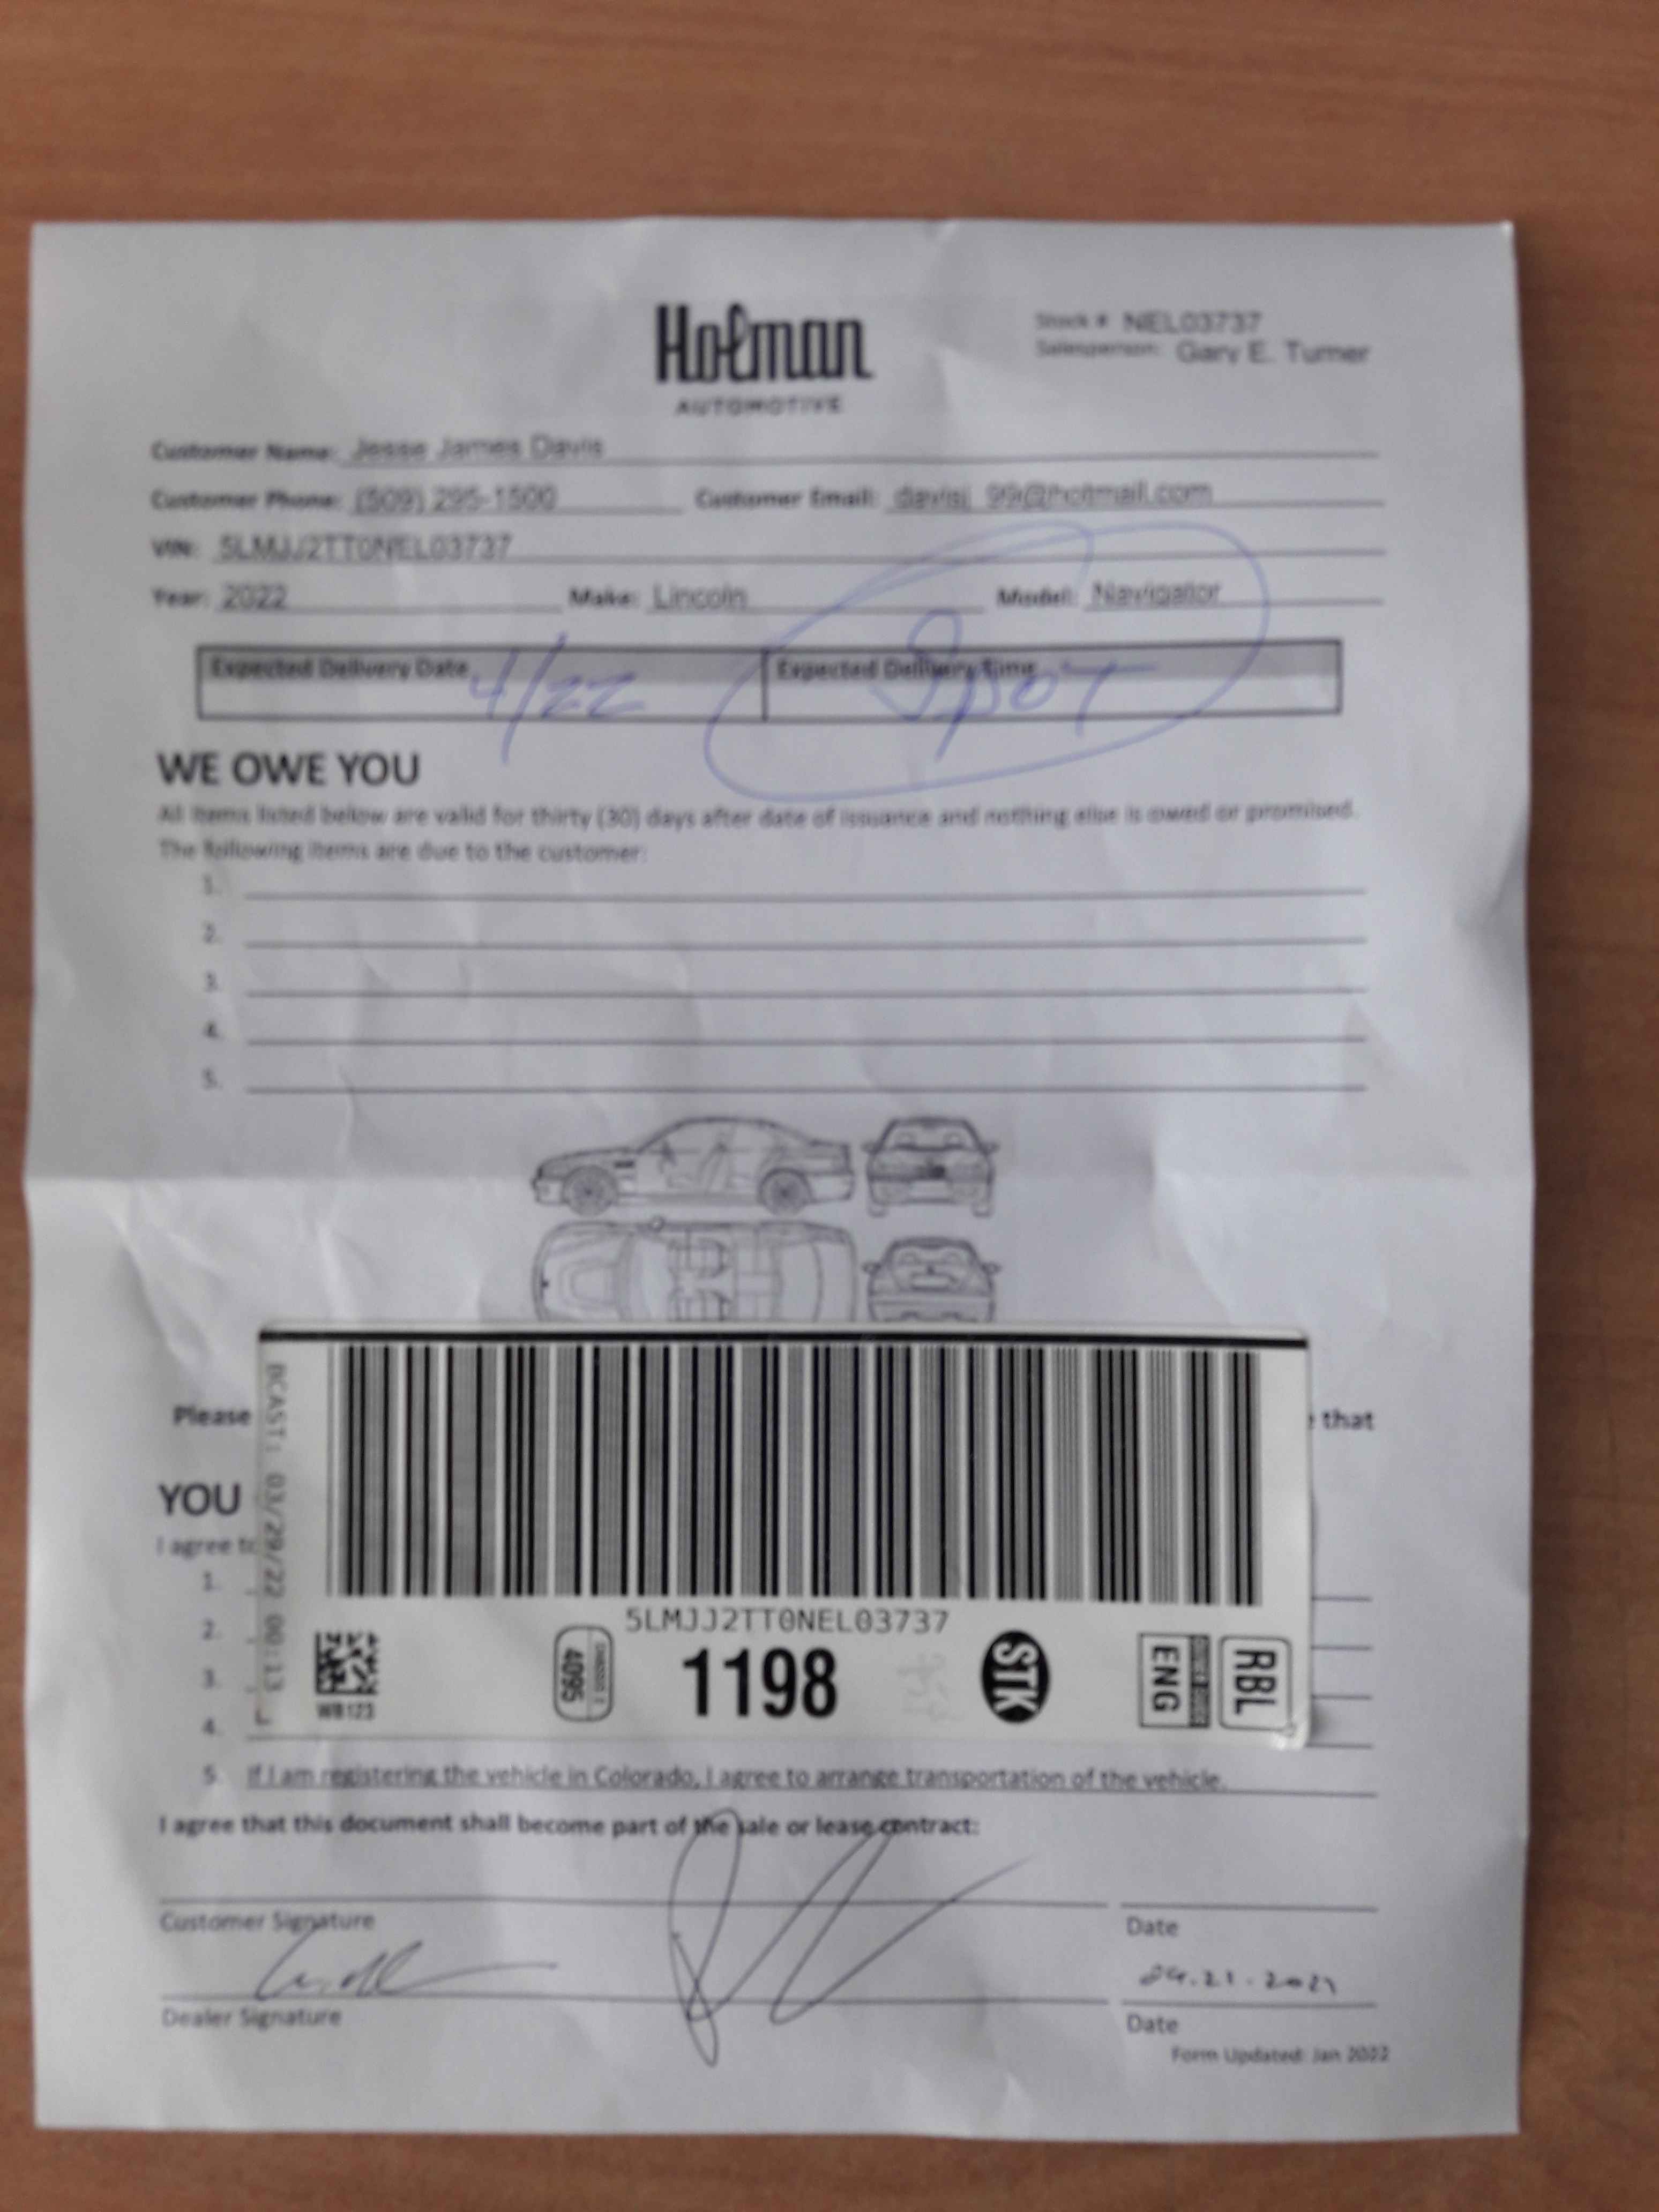 Holman
AUTOMOTIVE
Stock # NEL03737
Salesperson: Gary E. Turner
Customer Name: Jesse James Davis
Customer Phone: (509) 295-1500 Customer Email: davisj_99@hotmail.com
VIN: 5LMJJ2TT0NEL03737
Year: 2022 Make: Lincoln Model: Navigator
Expected Delivery Date 4/22 Expected Delivery Time SPOT
WE OWE YOU
All items listed below are valid for thirty (30) days after date of issuance and nothing else is owed or promised.
The following items are due to the customer:
1.
2.
3.
4.
5.
Please that
YOU
I agree to
1.
2.
3.
4.
DCAST: 03/29/22 00:13
5LMJJ2TT0NEL03737
WB123
4095
1198
STK
ENG
RBL
5. If I am registering the vehicle in Colorado, I agree to arrange transportation of the vehicle.
I agree that this document shall become part of the sale or lease contract:
Customer Signature Date
04.21.2021
Dealer Signature Date
Form Updated: Jan 2022